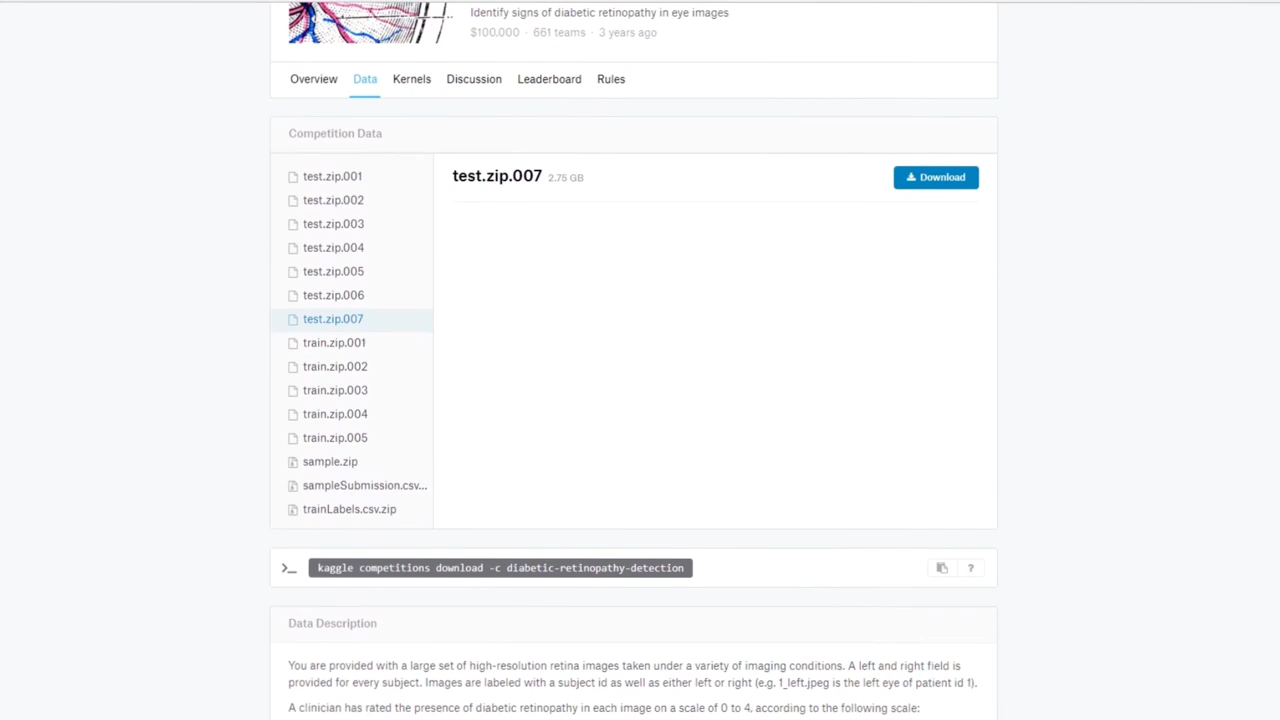 Identify signs of diabetic retinopathy in eye images
$100,000 · 661 teams · 3 years ago
Overview Data Kernels Discussion Leaderboard Rules
Competition Data
test.zip.001
test.zip.002
test.zip.003
test.zip.004
test.zip.005
test.zip.006
test.zip.007
train.zip.001
train.zip.002
train.zip.003
train.zip.004
train.zip.005
sample.zip
sampleSubmission.csv...
trainLabels.csv.zip
test.zip.007 2.75 GB
Download
>_ kaggle competitions download -c diabetic-retinopathy-detection
?
Data Description
You are provided with a large set of high-resolution retina images taken under a variety of imaging conditions. A left and right field is
provided for every subject. Images are labeled with a subject id as well as either left or right (e.g. 1_left.jpeg is the left eye of patient id 1).
A clinician has rated the presence of diabetic retinopathy in each image on a scale of 0 to 4, according to the following scale: